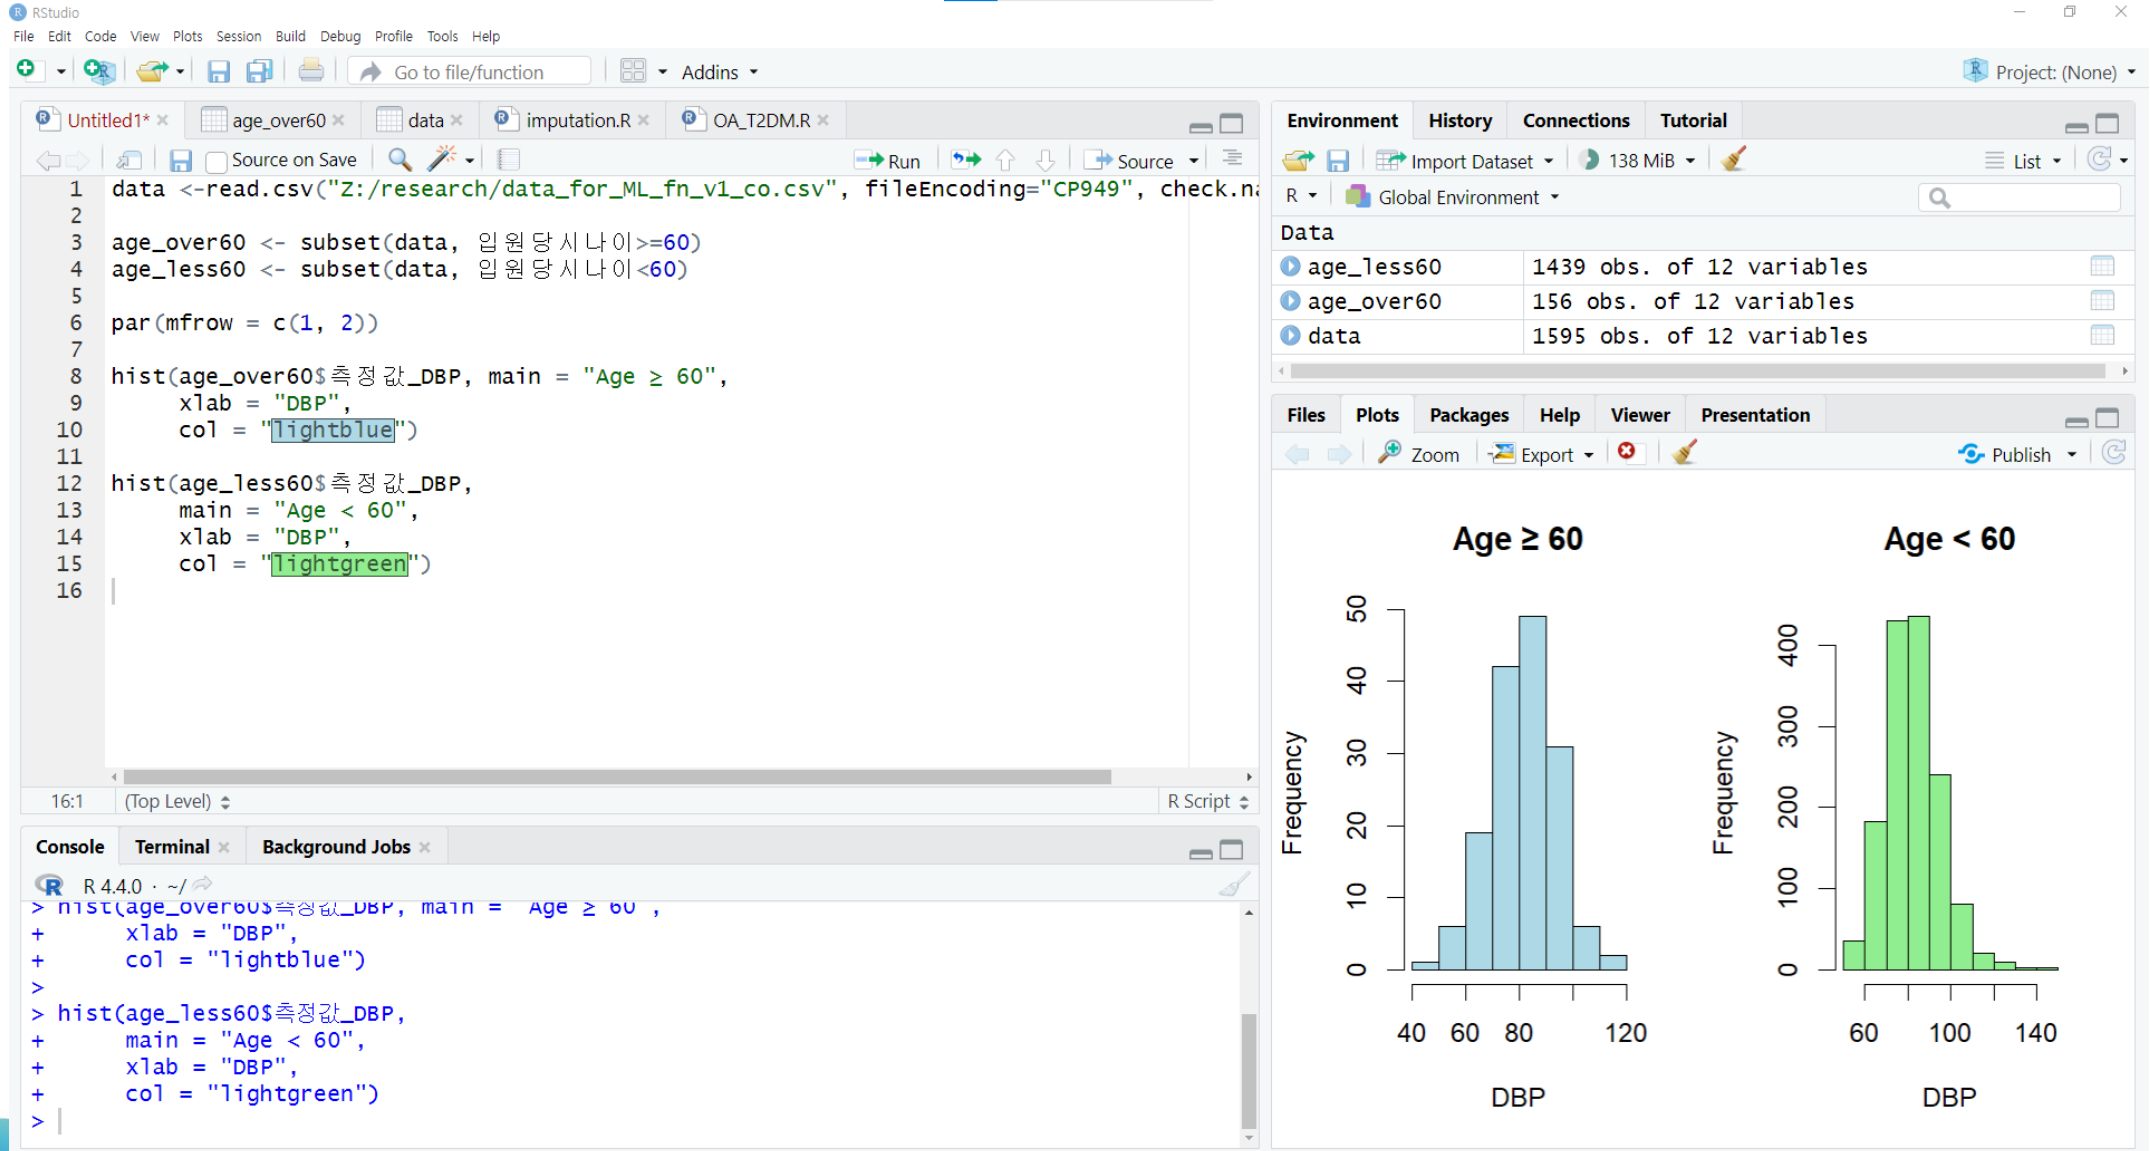 RStudio
File Edit Code View Plots Session Build Debug Profile Tools Help
Go to file/function Addins Project: (None)
Untitled1* age_over60 data imputation.R OA_T2DM.R
Source on Save Run Source
1 data <-read.csv("Z:/research/data_for_ML_fn_v1_co.csv", fileEncoding="CP949", check.na
2
3 age_over60 <- subset(data, 입원당시나이>=60)
4 age_less60 <- subset(data, 입원당시나이<60)
5
6 par(mfrow = c(1, 2))
7
8 hist(age_over60$측정값_DBP, main = "Age ≥ 60",
9 xlab = "DBP",
10 col = "lightblue")
11
12 hist(age_less60$측정값_DBP,
13 main = "Age < 60",
14 xlab = "DBP",
15 col = "lightgreen")
16
16:1 (Top Level) R Script
Console Terminal Background Jobs
R 4.4.0 · ~/
> hist(age_over60$측정값_DBP, main = "Age ≥ 60",
+ xlab = "DBP",
+ col = "lightblue")
>
> hist(age_less60$측정값_DBP,
+ main = "Age < 60",
+ xlab = "DBP",
+ col = "lightgreen")
>
Environment History Connections Tutorial
Import Dataset 138 MiB List
R Global Environment
Data
age_less60 1439 obs. of 12 variables
age_over60 156 obs. of 12 variables
data 1595 obs. of 12 variables
Files Plots Packages Help Viewer Presentation
Zoom Export Publish
Age ≥ 60
Frequency
50
40
30
20
10
0
40 60 80 120
DBP
Age < 60
Frequency
400
300
200
100
0
60 100 140
DBP